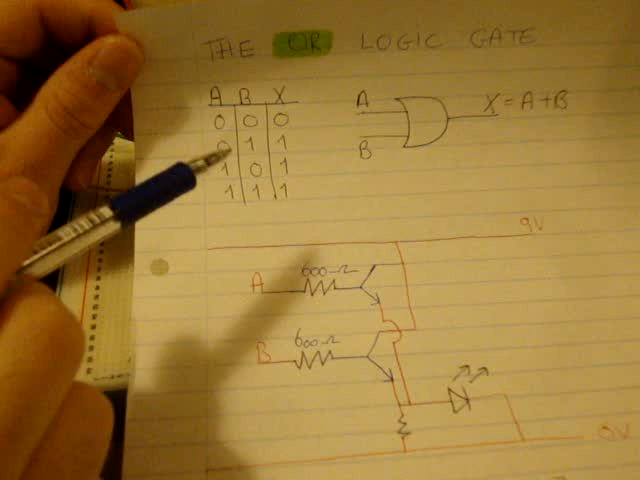 THE OR LOGIC GATE
A B X
0 0 0
0 1 1
1 0 1
1 1 1
A
B
X = A + B
9V
A
600Ω
B
600Ω
0V